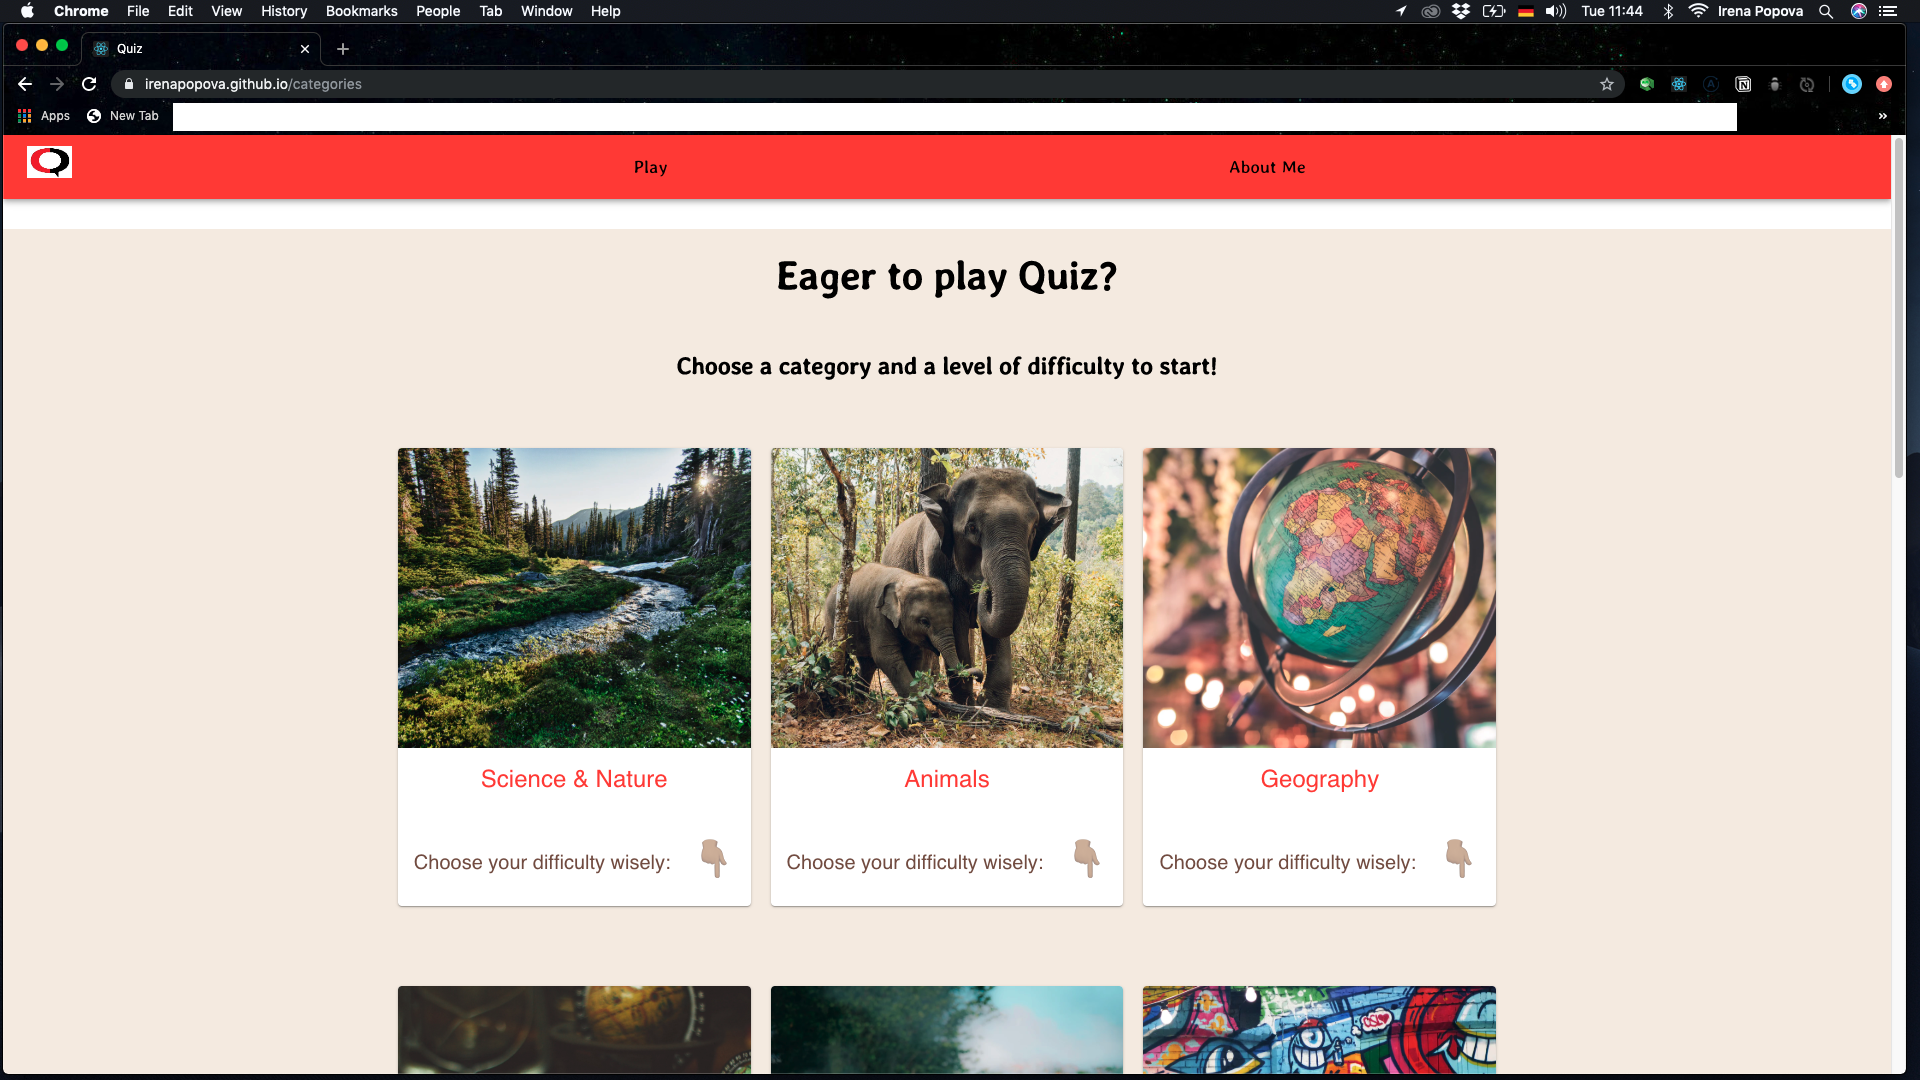 Chrome File Edit View History Bookmarks People Tab Window Help Tue 11:44 Irena Popova
Quiz
irenapopova.github.io/categories
Apps New Tab »
Play About Me
Eager to play Quiz?
Choose a category and a level of difficulty to start!
Science & Nature Animals Geography
Choose your difficulty wisely: Choose your difficulty wisely: Choose your difficulty wisely: